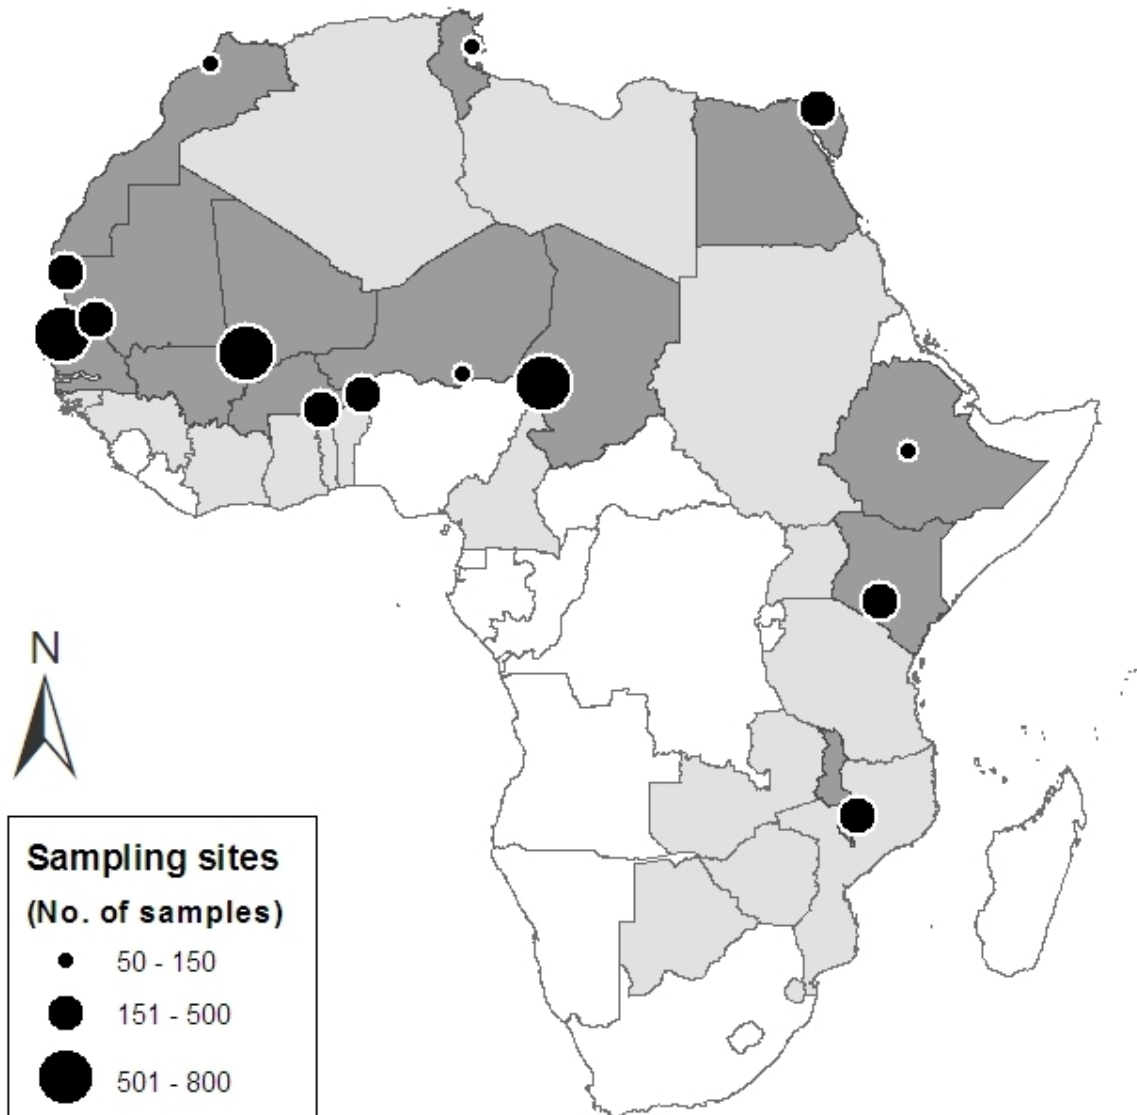 N
Sampling sites
(No. of samples)
50 - 150
151 - 500
501 - 800